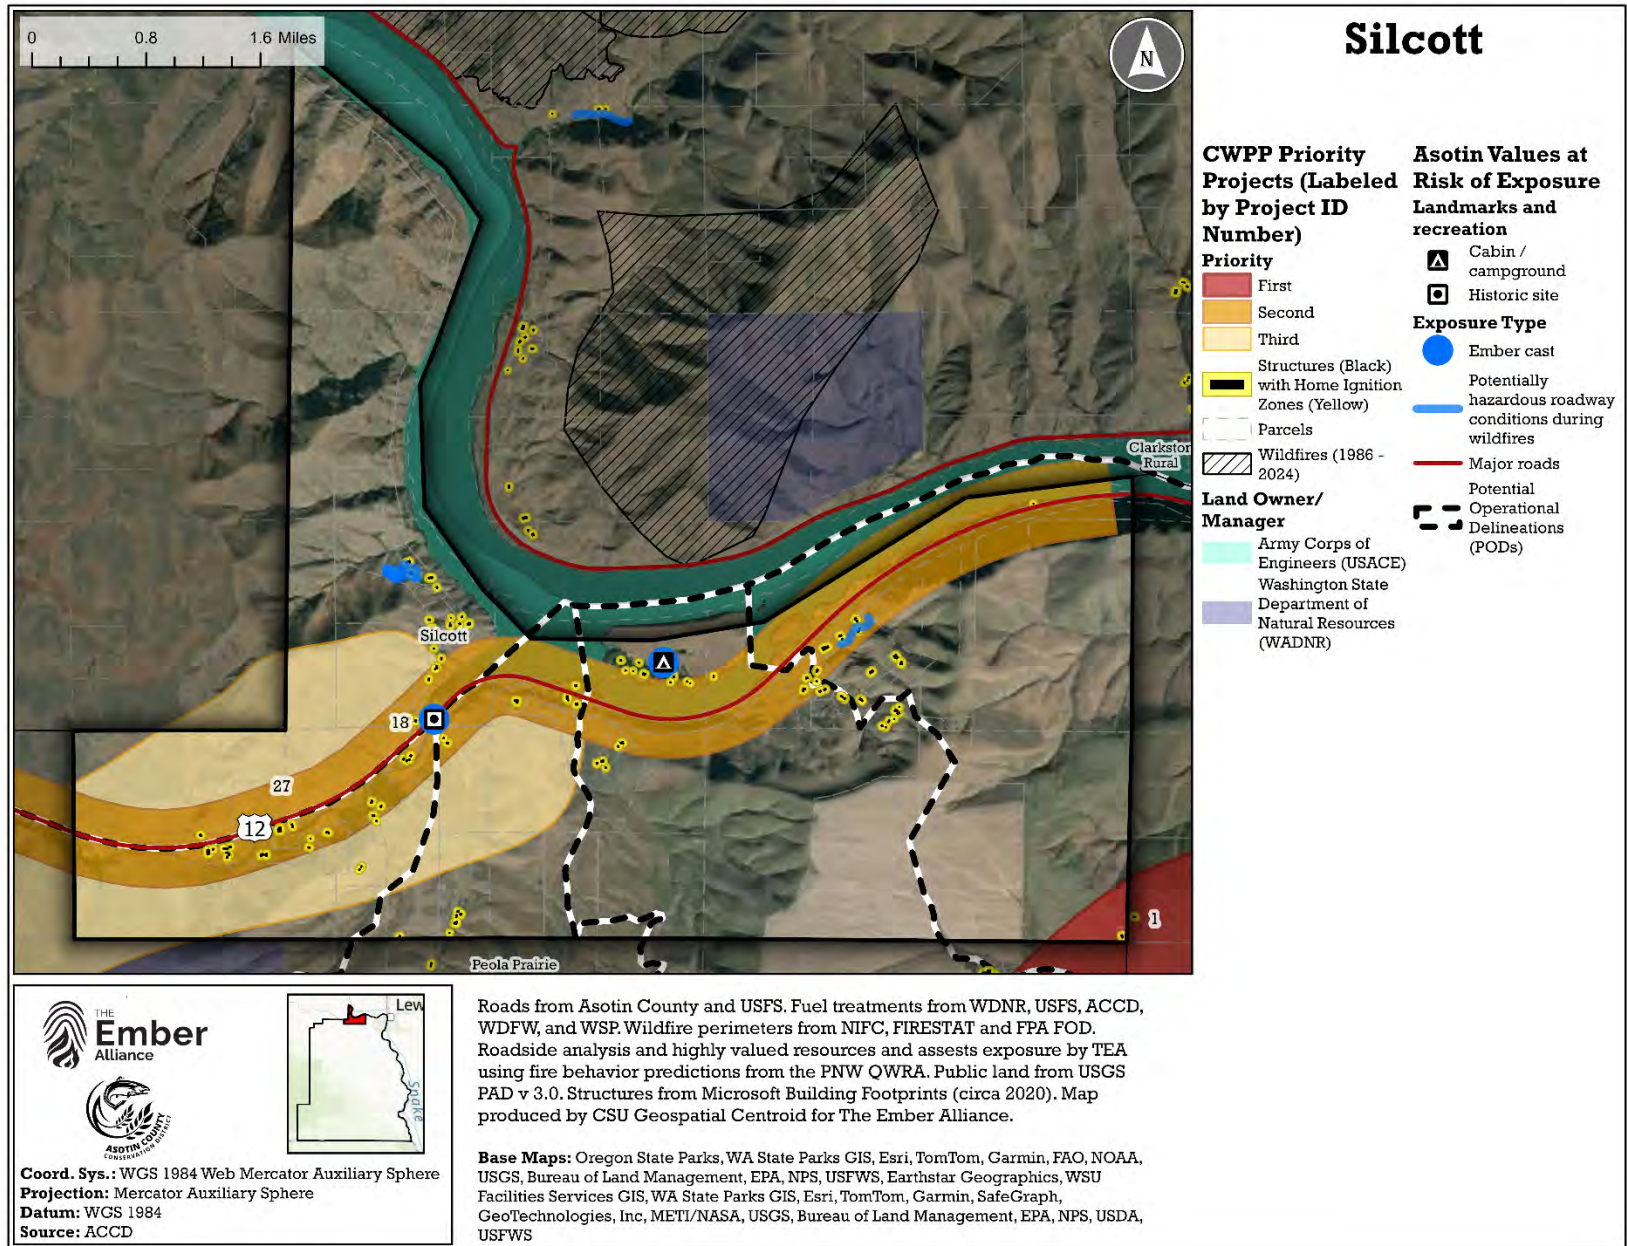 Silcott
0 0.8 1.6 Miles
N
Clarkston
Rural
Silcott
18
27
12
1
Peola Prairie
CWPP Priority
Projects (Labeled
by Project ID
Number)
Priority
First
Second
Third
Structures (Black)
with Home Ignition
Zones (Yellow)
Parcels
Wildfires (1986 -
2024)
Land Owner/
Manager
Army Corps of
Engineers (USACE)
Washington State
Department of
Natural Resources
(WADNR)
Asotin Values at
Risk of Exposure
Landmarks and
recreation
Cabin /
campground
Historic site
Exposure Type
Ember cast
Potentially
hazardous roadway
conditions during
wildfires
Major roads
Potential
Operational
Delineations
(PODs)
THE
Ember
Alliance
ASOTIN COUNTY
CONSERVATION DISTRICT
Lew
Snake
Coord. Sys.: WGS 1984 Web Mercator Auxiliary Sphere
Projection: Mercator Auxiliary Sphere
Datum: WGS 1984
Source: ACCD
Roads from Asotin County and USFS. Fuel treatments from WDNR, USFS, ACCD,
WDFW, and WSP. Wildfire perimeters from NIFC, FIRESTAT and FPA FOD.
Roadside analysis and highly valued resources and assests exposure by TEA
using fire behavior predictions from the PNW QWRA. Public land from USGS
PAD v 3.0. Structures from Microsoft Building Footprints (circa 2020). Map
produced by CSU Geospatial Centroid for The Ember Alliance.
Base Maps: Oregon State Parks, WA State Parks GIS, Esri, TomTom, Garmin, FAO, NOAA,
USGS, Bureau of Land Management, EPA, NPS, USFWS, Earthstar Geographics, WSU
Facilities Services GIS, WA State Parks GIS, Esri, TomTom, Garmin, SafeGraph,
GeoTechnologies, Inc, METI/NASA, USGS, Bureau of Land Management, EPA, NPS, USDA,
USFWS